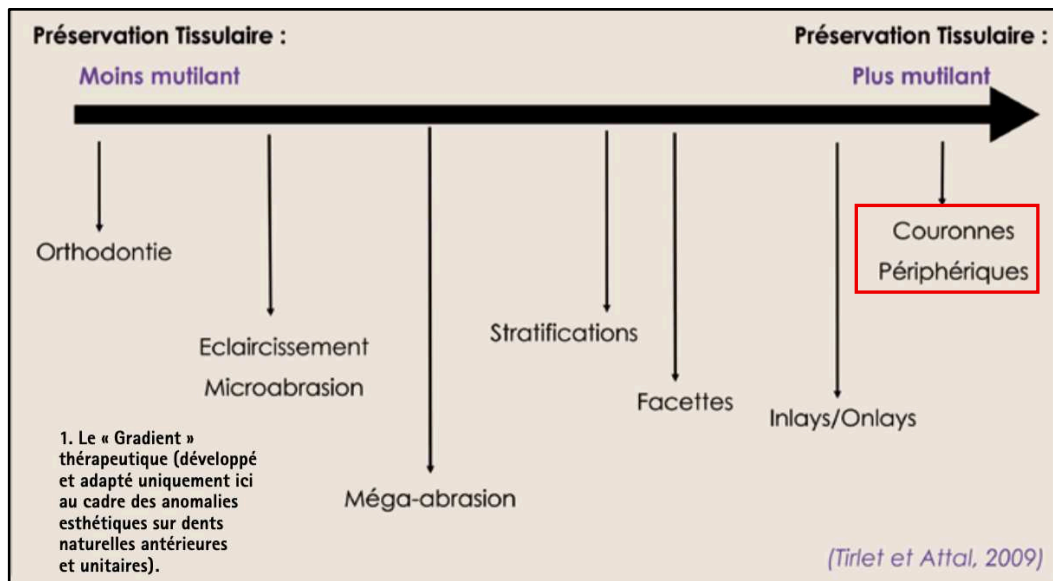 Préservation Tissulaire :
Moins mutilant
Préservation Tissulaire :
Plus mutilant
Orthodontie
Eclaircissement
Microabrasion
Méga-abrasion
Stratifications
Facettes
Inlays/Onlays
Couronnes
Périphériques
1. Le « Gradient »
thérapeutique (développé
et adapté uniquement ici
au cadre des anomalies
esthétiques sur dents
naturelles antérieures
et unitaires).
(Tirlet et Attal, 2009)